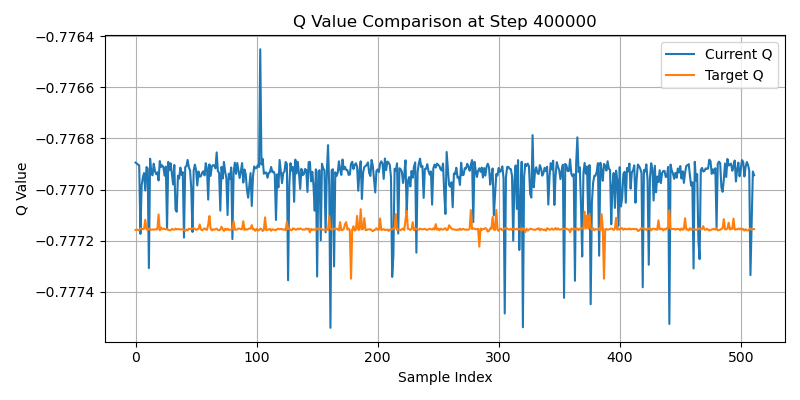 Q Value Comparison at Step 400000
Current Q
Target Q
Q Value
−0.7764
−0.7766
−0.7768
−0.7770
−0.7772
−0.7774
0 100 200 300 400 500
Sample Index